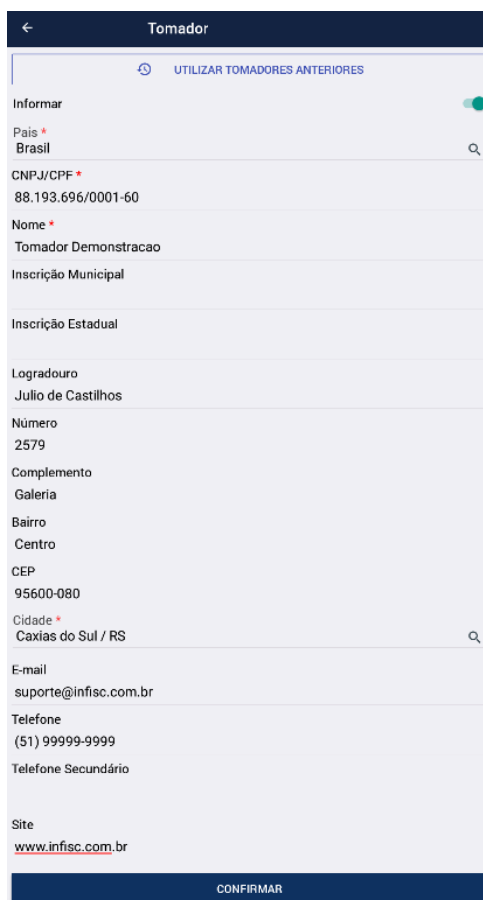 Tomador
UTILIZAR TOMADORES ANTERIORES
Informar
Pais *
Brasil
CNPJ/CPF *
88.193.696/0001-60
Nome *
Tomador Demonstracao
Inscrição Municipal
Inscrição Estadual
Logradouro
Julio de Castilhos
Número
2579
Complemento
Galeria
Bairro
Centro
CEP
95600-080
Cidade *
Caxias do Sul / RS
E-mail
suporte@infisc.com.br
Telefone
(51) 99999-9999
Telefone Secundário
Site
www.infisc.com.br
CONFIRMAR